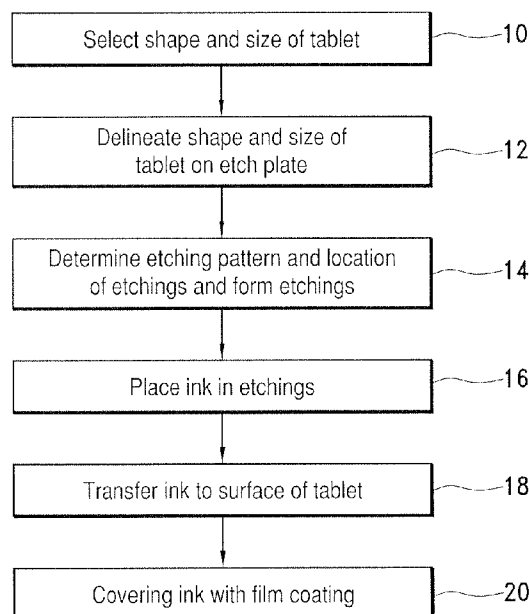 Select shape and size of tablet
10
Delineate shape and size of
tablet on etch plate
12
Determine etching pattern and location
of etchings and form etchings
14
Place ink in etchings
16
Transfer ink to surface of tablet
18
Covering ink with film coating
20